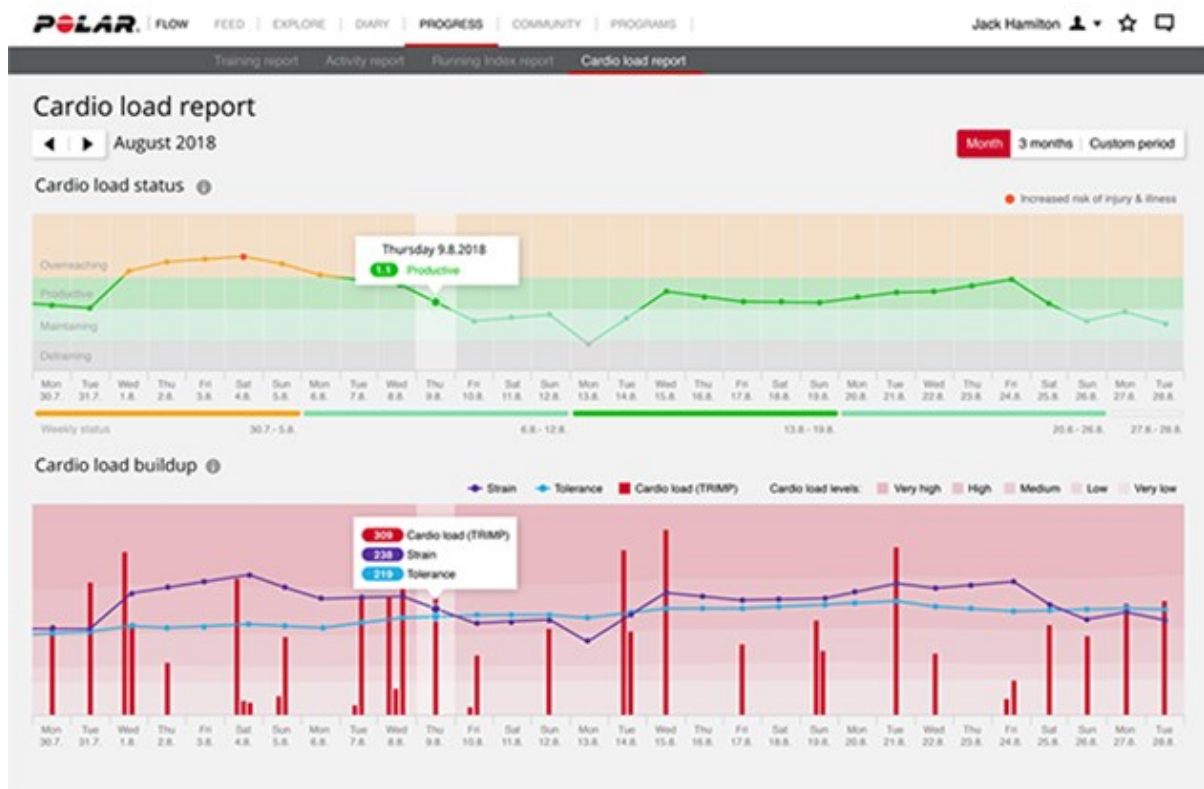 POLAR. FLOW FEED EXPLORE DIARY PROGRESS COMMUNITY PROGRAMS Jack Hamilton
Training report Activity report Running Index report Cardio load report
Cardio load report
August 2018 Month 3 months Custom period
Cardio load status
Increased risk of injury & illness
Thursday 9.8.2018
1.1 Productive
Overreaching
Productive
Maintaining
Detraining
Mon Tue Wed Thu Fri Sat Sun Mon Tue Wed Thu Fri Sat Sun Mon Tue Wed Thu Fri Sat Sun Mon Tue Wed Thu Fri Sat Sun Mon Tue
30.7. 31.7. 1.8. 2.8. 3.8. 4.8. 5.8. 6.8. 7.8. 8.8. 9.8. 10.8. 11.8. 12.8. 13.8. 14.8. 15.8. 16.8. 17.8. 18.8. 19.8. 20.8. 21.8. 22.8. 23.8. 24.8. 25.8. 26.8. 27.8. 28.8.
Weekly status 30.7.- 5.8. 6.8.- 12.8. 13.8.- 19.8. 20.6.- 26.8. 27.8.- 28.8.
Cardio load buildup
Strain Tolerance Cardio load (TRIMP) Cardio load levels: Very high High Medium Low Very low
309 Cardio load (TRIMP)
238 Strain
219 Tolerance
Mon Tue Wed Thu Fri Sat Sun Mon Tue Wed Thu Fri Sat Sun Mon Tue Wed Thu Fri Sat Sun Mon Tue Wed Thu Fri Sat Sun Mon Tue
30.7. 31.7. 1.8. 2.8. 3.8. 4.8. 5.8. 6.8. 7.8. 8.8. 9.8. 10.8. 11.8. 12.8. 13.8. 14.8. 15.8. 16.8. 17.8. 18.8. 19.8. 20.8. 21.8. 22.8. 23.8. 24.8. 25.8. 26.8. 27.8. 28.8.